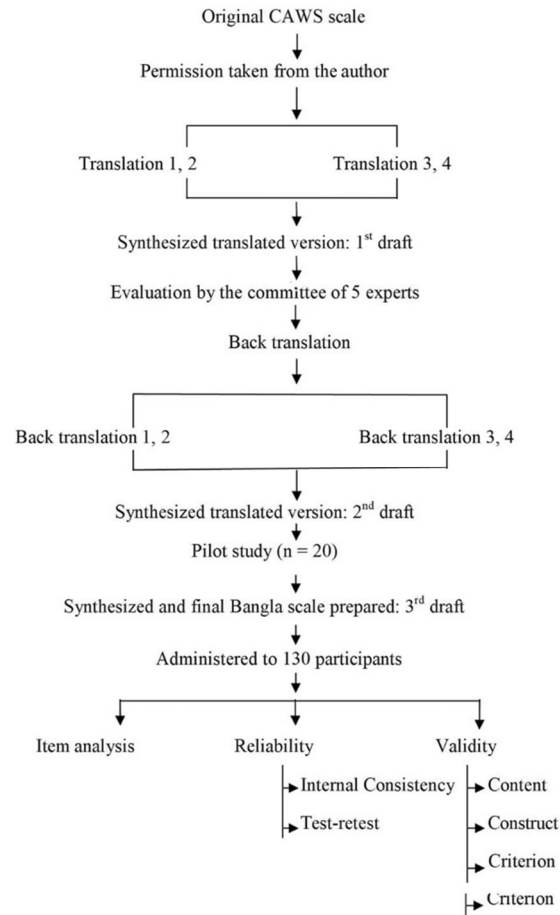 Original CAWS scale
Permission taken from the author
Translation 1, 2 Translation 3, 4
Synthesized translated version: 1st draft
Evaluation by the committee of 5 experts
Back translation
Back translation 1, 2 Back translation 3, 4
Synthesized translated version: 2nd draft
Pilot study (n = 20)
Synthesized and final Bangla scale prepared: 3rd draft
Administered to 130 participants
Item analysis Reliability Validity
Internal Consistency Content
Test-retest Construct
Criterion
Criterion